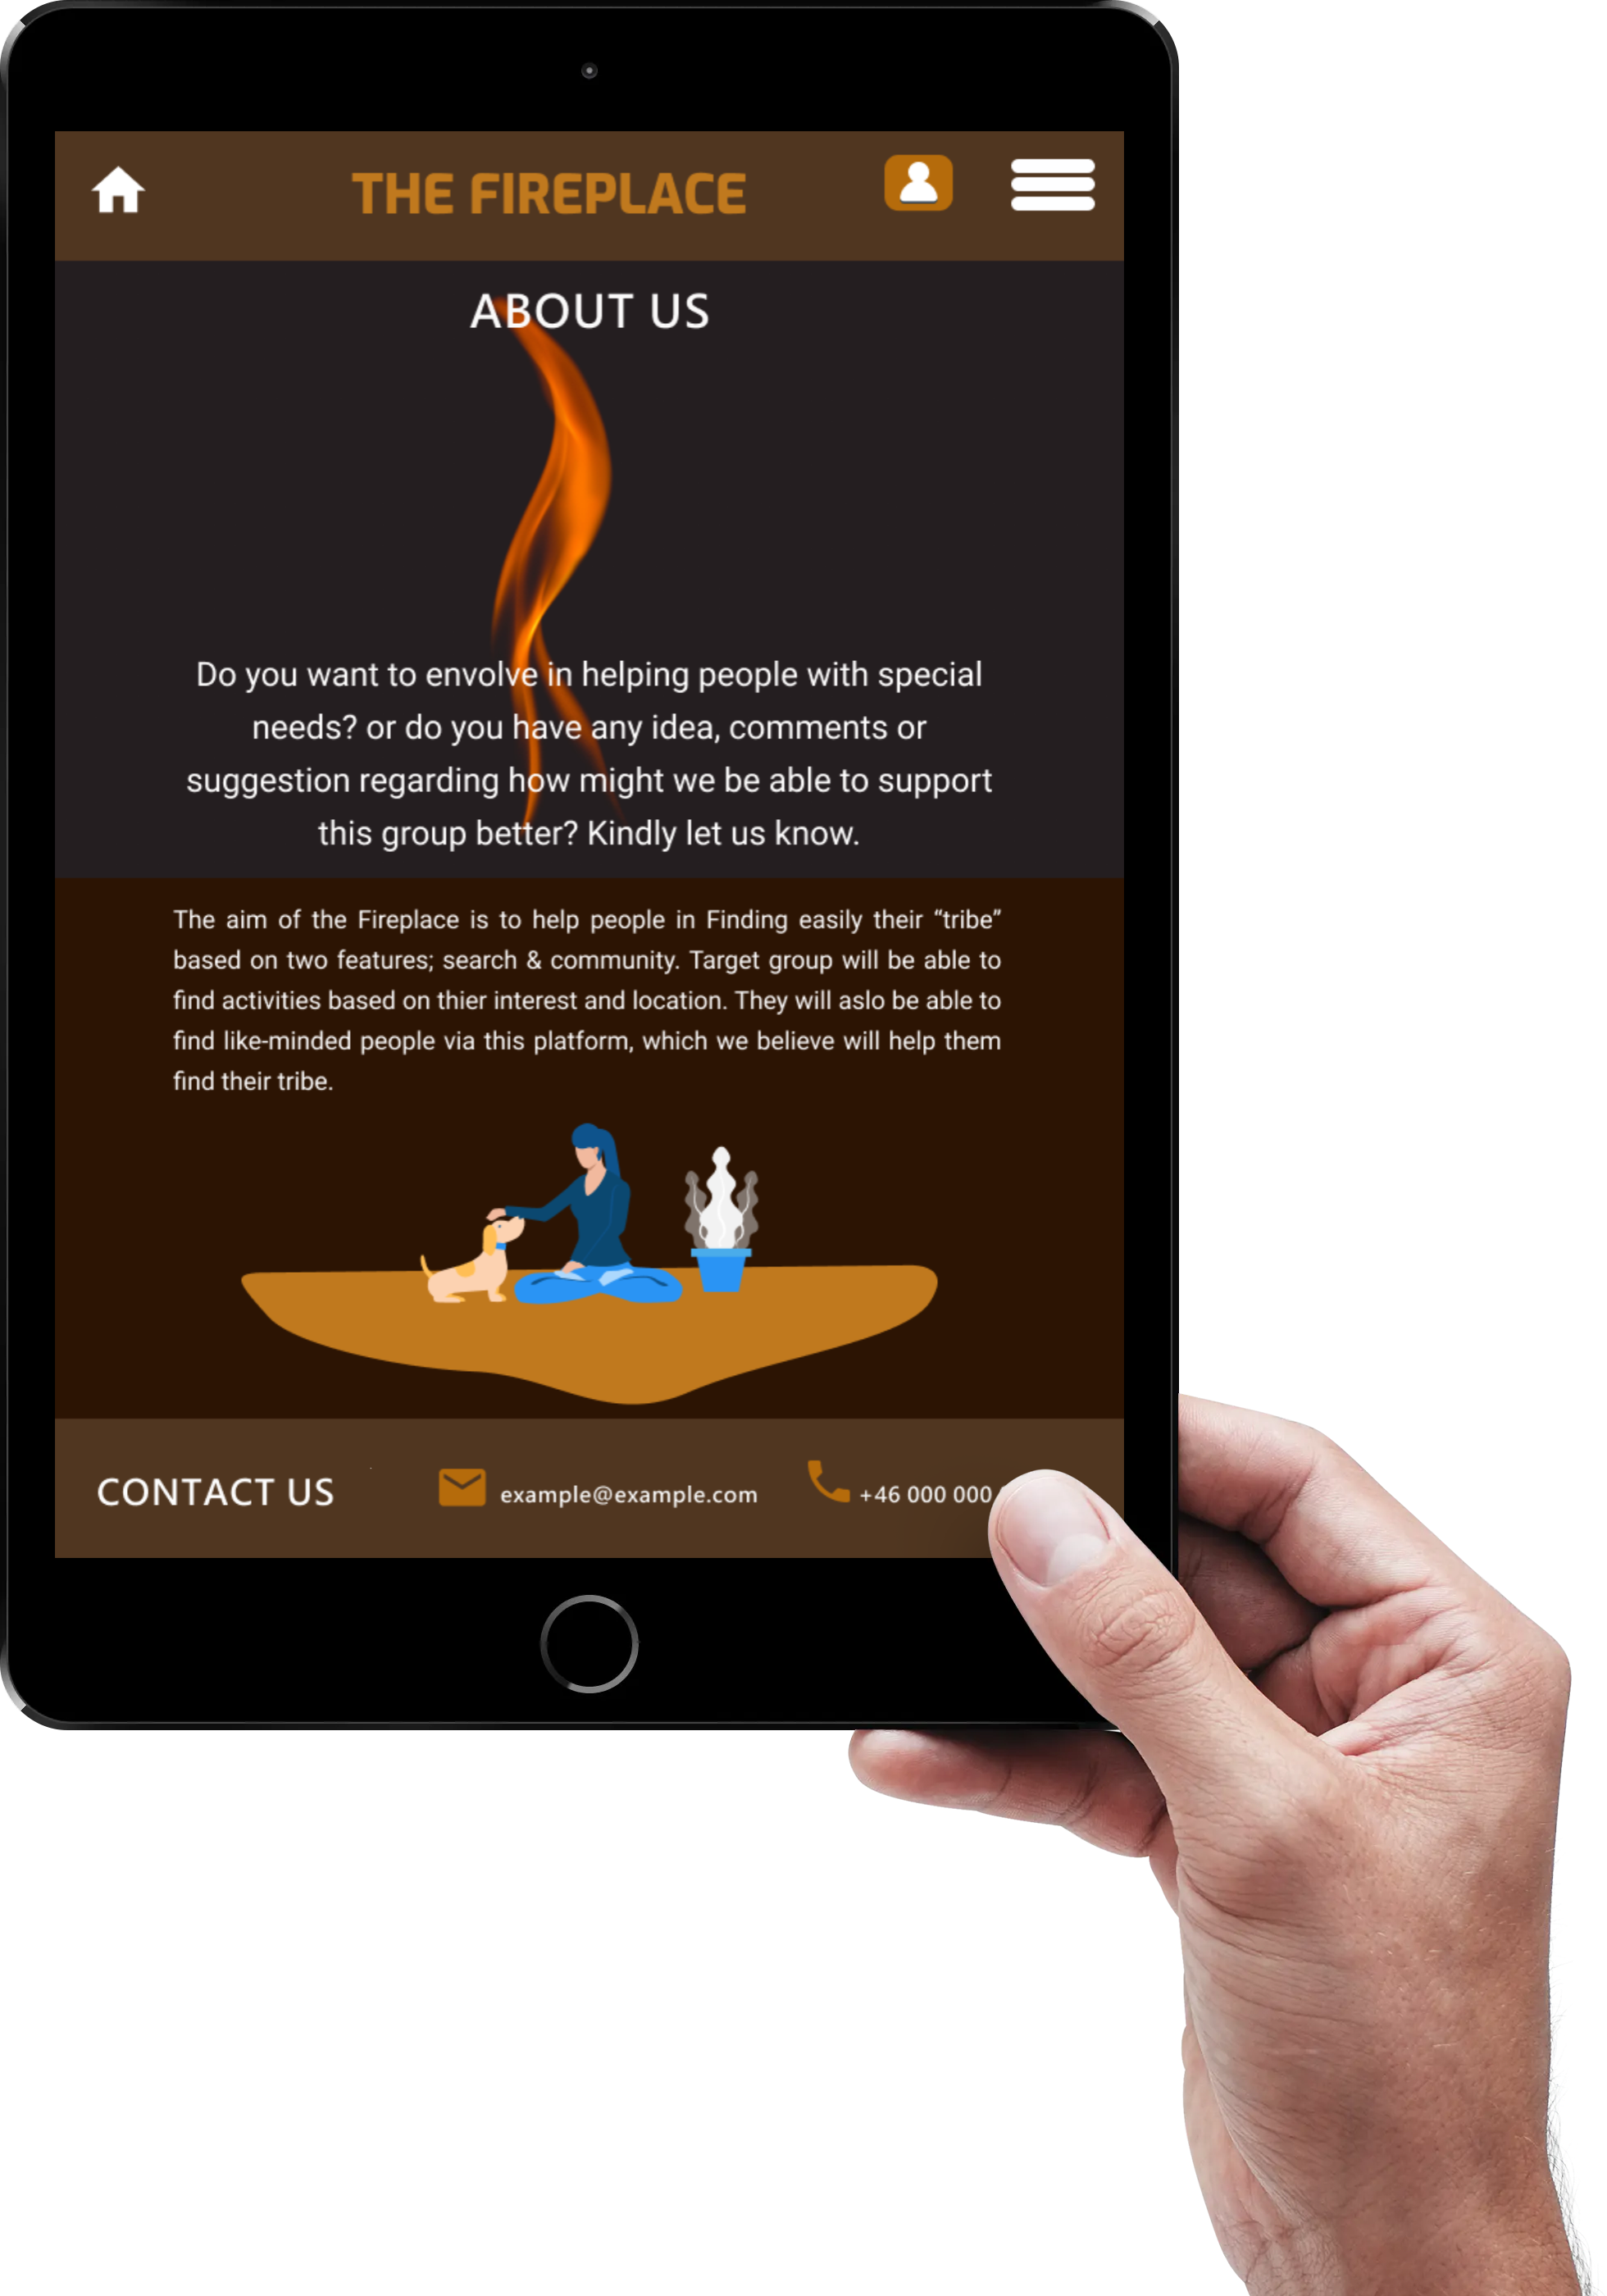 THE FIREPLACE
ABOUT US
Do you want to envolve in helping people with special
needs? or do you have any idea, comments or
suggestion regarding how might we be able to support
this group better? Kindly let us know.
The aim of the Fireplace is to help people in Finding easily their “tribe”
based on two features; search & community. Target group will be able to
find activities based on thier interest and location. They will aslo be able to
find like-minded people via this platform, which we believe will help them
find their tribe.
CONTACT US example@example.com +46 000 000